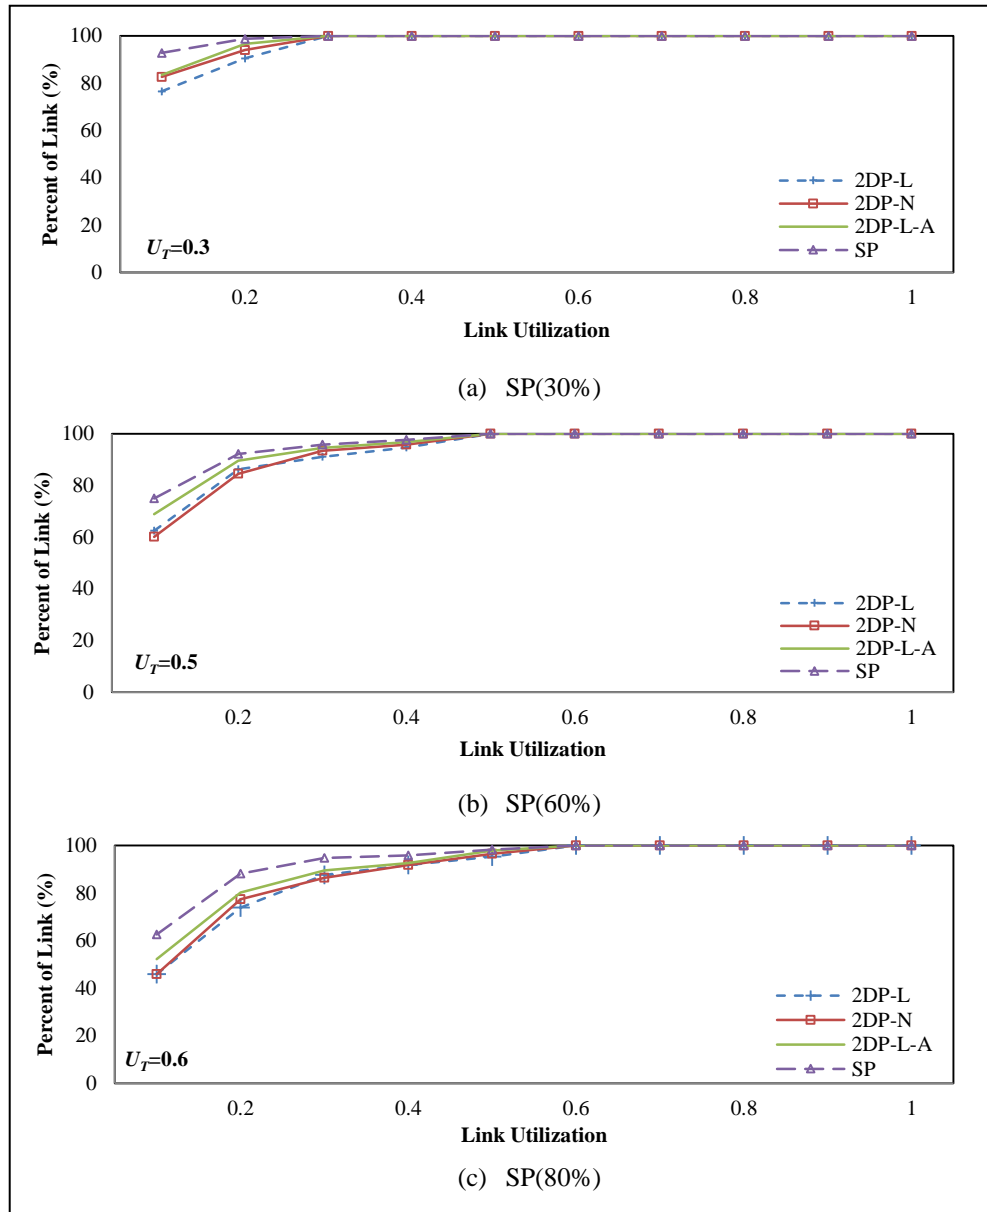 100
80
60
40
20
0
Percent of Link (%)
2DP-L
2DP-N
2DP-L-A
SP
U_T=0.3
0.2 0.4 0.6 0.8 1
Link Utilization
(a) SP(30%)
100
80
60
40
20
0
Percent of Link (%)
2DP-L
2DP-N
2DP-L-A
SP
U_T=0.5
0.2 0.4 0.6 0.8 1
Link Utilization
(b) SP(60%)
100
80
60
40
20
0
Percent of Link (%)
2DP-L
2DP-N
2DP-L-A
SP
U_T=0.6
0.2 0.4 0.6 0.8 1
Link Utilization
(c) SP(80%)